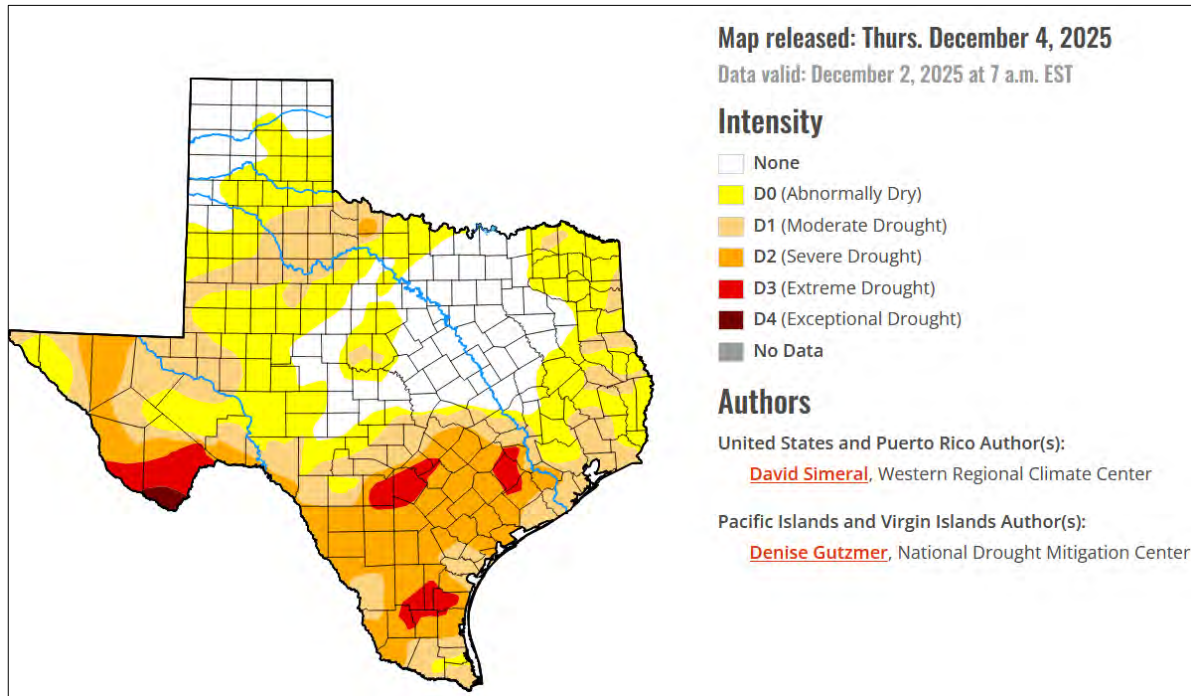 Map released: Thurs. December 4, 2025
Data valid: December 2, 2025 at 7 a.m. EST
Intensity
None
D0 (Abnormally Dry)
D1 (Moderate Drought)
D2 (Severe Drought)
D3 (Extreme Drought)
D4 (Exceptional Drought)
No Data
Authors
United States and Puerto Rico Author(s):
David Simeral, Western Regional Climate Center
Pacific Islands and Virgin Islands Author(s):
Denise Gutzmer, National Drought Mitigation Center